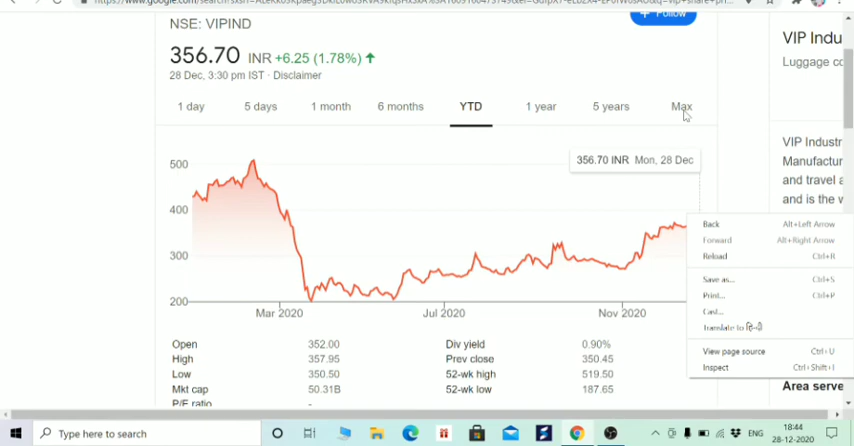 NSE: VIPIND
Follow
VIP Indu
356.70 INR +6.25 (1.78%)
Luggage co
28 Dec, 3:30 pm IST · Disclaimer
1 day 5 days 1 month 6 months YTD 1 year 5 years Max
356.70 INR Mon, 28 Dec
500
400
300
200
Mar 2020 Jul 2020 Nov 2020
VIP Industr
Manufactur
and travel a
and is the w
Back Alt+Left Arrow
Forward Alt+Right Arrow
Reload Ctrl+R
Save as... Ctrl+S
Print... Ctrl+P
Cast...
Translate to हिन्दी
View page source Ctrl+U
Inspect Ctrl+Shift+I
Open 352.00 Div yield 0.90%
High 357.95 Prev close 350.45
Low 350.50 52-wk high 519.50
Mkt cap 50.31B 52-wk low 187.65
P/E ratio -
Area serve
Type here to search
ENG
18:44
28-12-2020